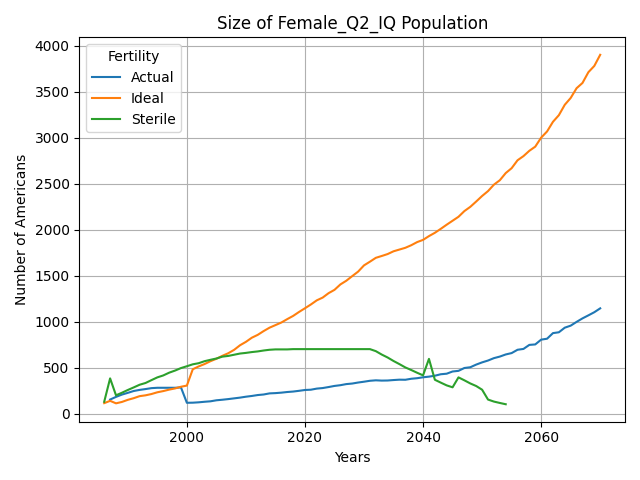 Size of Female_Q2_IQ Population
Fertility
Actual
Ideal
Sterile
Number of Americans
4000
3500
3000
2500
2000
1500
1000
500
0
2000 2020 2040 2060
Years